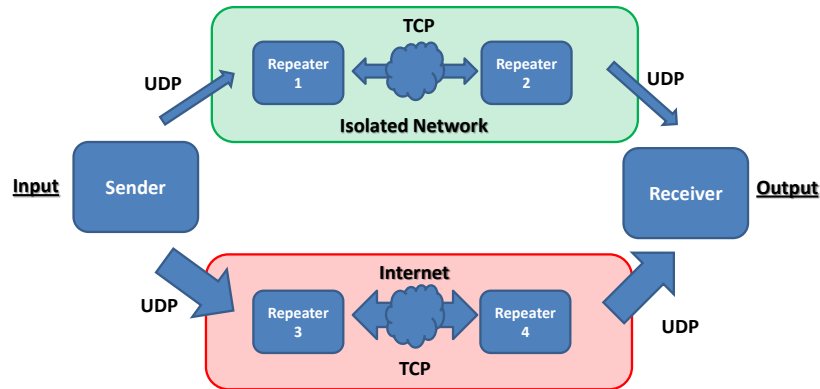 TCP
UDP
Repeater
1
Repeater
2
UDP
Isolated Network
Input
Sender
Receiver
Output
Internet
UDP
Repeater
3
Repeater
4
UDP
TCP